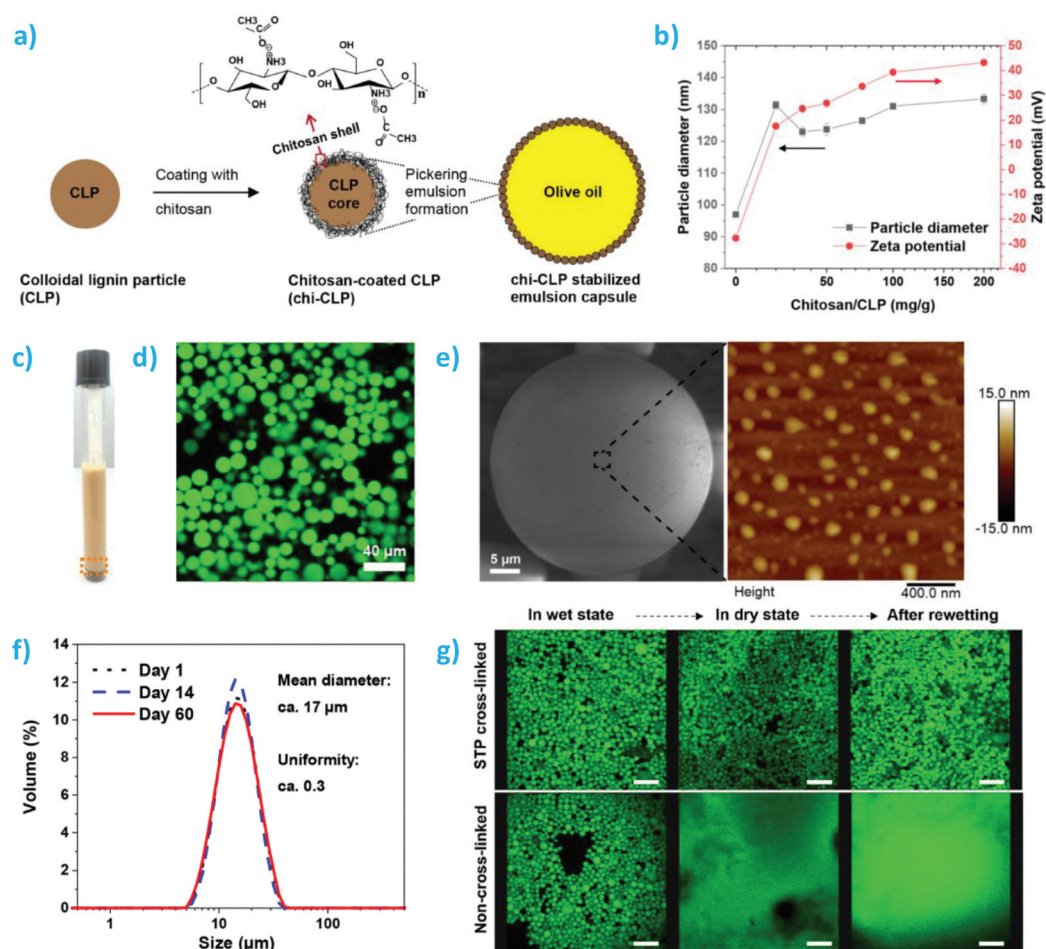 a)
CH3
O
O
⊖
⊕
NH3
OH
OH
O
O
O
OH
OH
O
NH3
n
⊕
⊖
O
O
CH3
Chitosan shell
CLP
Coating with
chitosan
CLP
core
Pickering
emulsion
formation
Olive oil
Colloidal lignin particle
(CLP)
Chitosan-coated CLP
(chi-CLP)
chi-CLP stabilized
emulsion capsule
b)
Particle diameter (nm)
150
140
130
120
110
100
90
80
Zeta potential (mV)
50
40
30
20
10
0
-10
-20
-30
-40
Particle diameter
Zeta potential
0 50 100 150 200
Chitosan/CLP (mg/g)
c)
d)
40 µm
e)
5 µm
15.0 nm
-15.0 nm
Height
400.0 nm
f)
Volume (%)
14
12
10
8
6
4
2
0
Day 1
Day 14
Day 60
Mean diameter:
ca. 17 µm
Uniformity:
ca. 0.3
1 10 100
Size (µm)
g)
In wet state
In dry state
After rewetting
STP cross-linked
Non-cross-linked